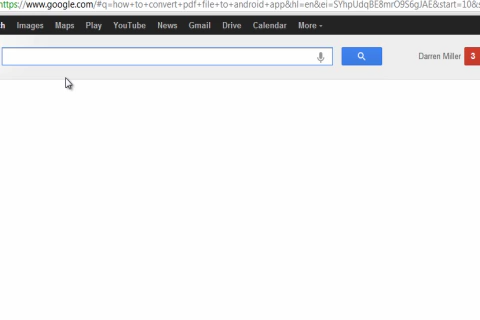 https://www.google.com/#q=how+to+convert+pdf+file+to+android+app&hl=en&ei=SYhpUdqBE8mrO9S6gJAE&start=10&s
h Images Maps Play YouTube News Gmail Drive Calendar More
Darren Miller 3